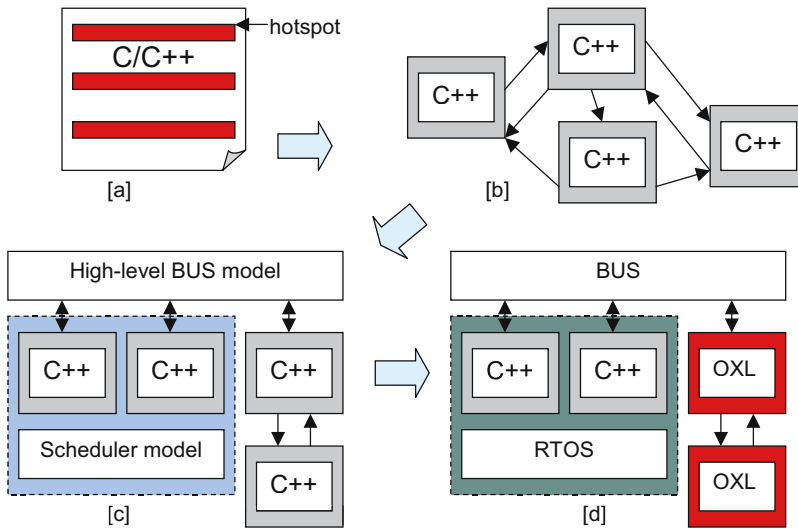 hotspot
C/C++
[a]
C++
C++
C++
C++
[b]
High-level BUS model
C++
C++
C++
Scheduler model
C++
[c]
BUS
C++
C++
OXL
RTOS
OXL
[d]